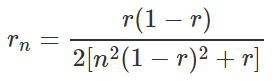 r_n = \frac{r(1 - r)}{2[n^2(1 - r)^2 + r]}